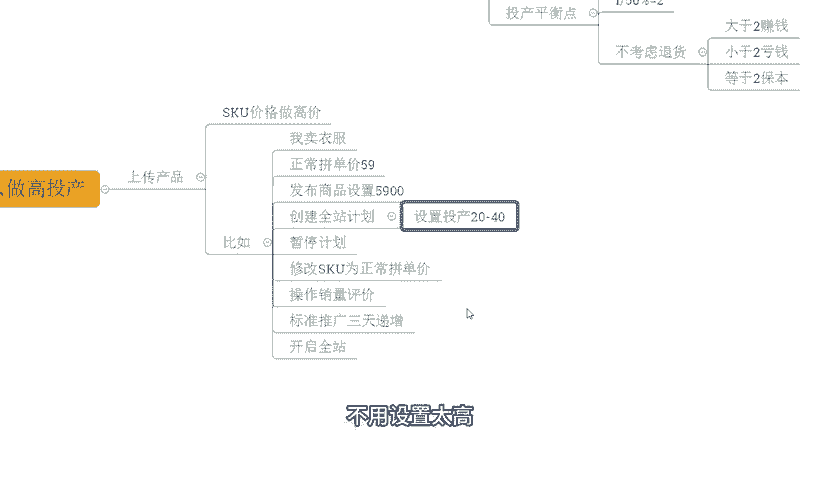 1/50%=2
投产平衡点
大于2赚钱
不考虑退货
小于2亏钱
等于2保本
SKU价格做高价
我卖衣服
正常拼单价59
上传产品
做高投产
发布商品设置5900
创建全站计划
设置投产20-40
比如
暂停计划
修改SKU为正常拼单价
操作销量评价
标准推广三天递增
开启全站
不用设置太高